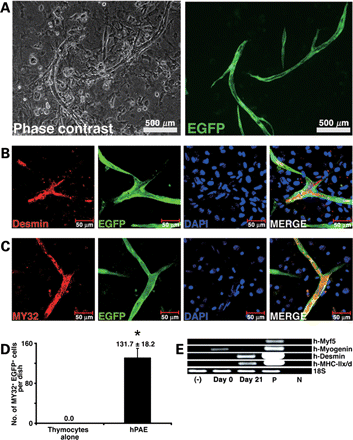 A
Phase contrast
500 µm
EGFP
500 µm
B
Desmin
50 µm
EGFP
50 µm
DAPI
50 µm
MERGE
50 µm
C
MY32
50 µm
EGFP
50 µm
DAPI
50 µm
MERGE
50 µm
D
No. of MY32⁺ EGFP⁺ cells
per dish
160
120
80
40
0
0.0
*
131.7 ± 18.2
Thymocytes
alone
hPAE
E
h-Myf5
h-Myogenin
h-Desmin
h-MHC-IIx/d
18S
(-) Day 0 Day 21 P N